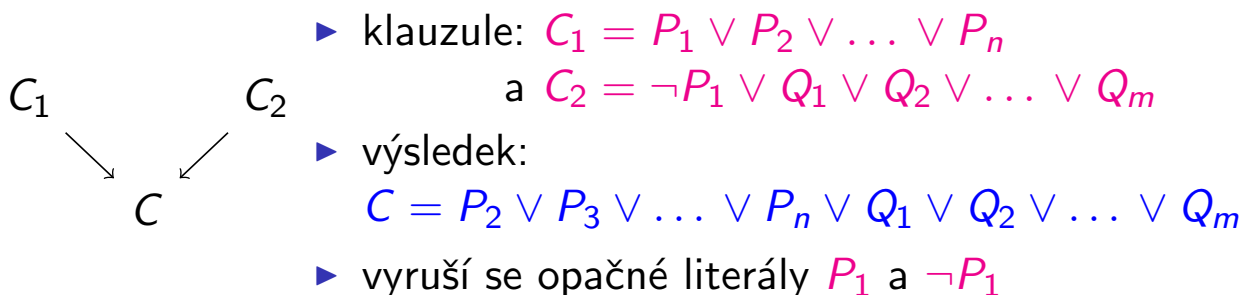 C₁ C₂
C
▶ klauzule: C₁ = P₁ ∨ P₂ ∨ … ∨ Pₙ
a C₂ = ¬P₁ ∨ Q₁ ∨ Q₂ ∨ … ∨ Qₘ
▶ výsledek:
C = P₂ ∨ P₃ ∨ … ∨ Pₙ ∨ Q₁ ∨ Q₂ ∨ … ∨ Qₘ
▶ vyruší se opačné literály P₁ a ¬P₁